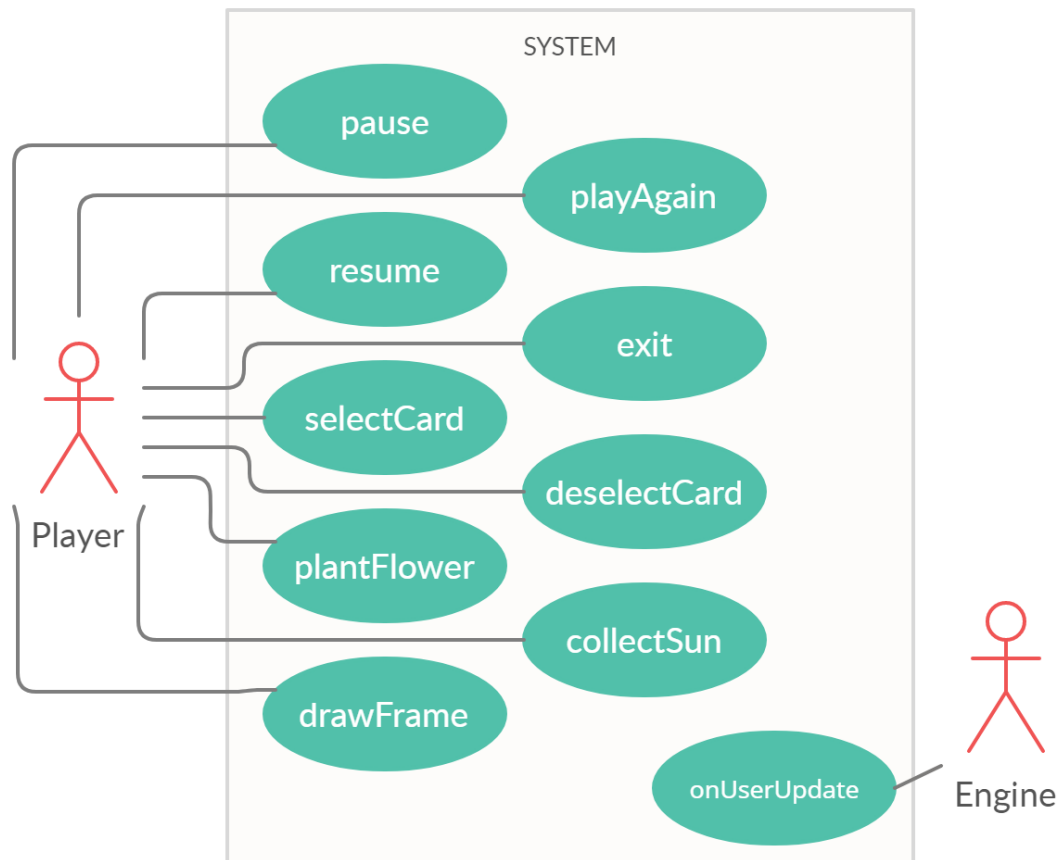 SYSTEM
pause
playAgain
resume
exit
selectCard
deselectCard
Player
plantFlower
collectSun
drawFrame
onUserUpdate
Engine